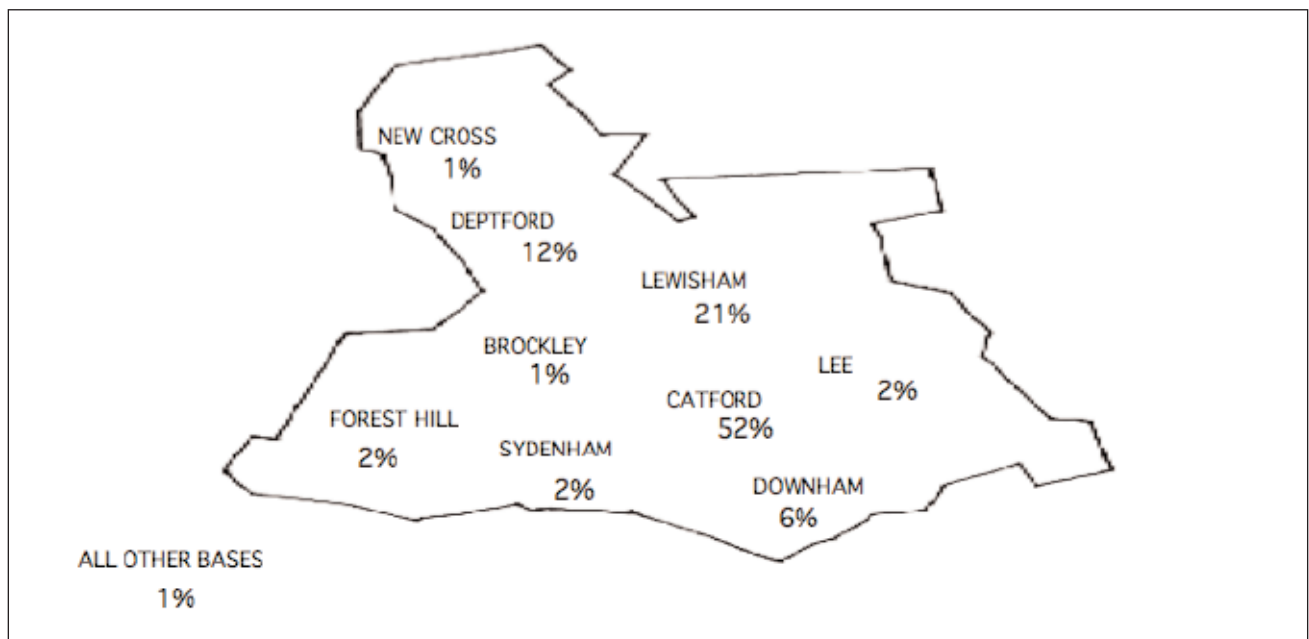 NEW CROSS
1%
DEPTFORD
12%
LEWISHAM
21%
BROCKLEY
1%
LEE
2%
CATFORD
52%
FOREST HILL
2%
SYDENHAM
2%
DOWNHAM
6%
ALL OTHER BASES
1%